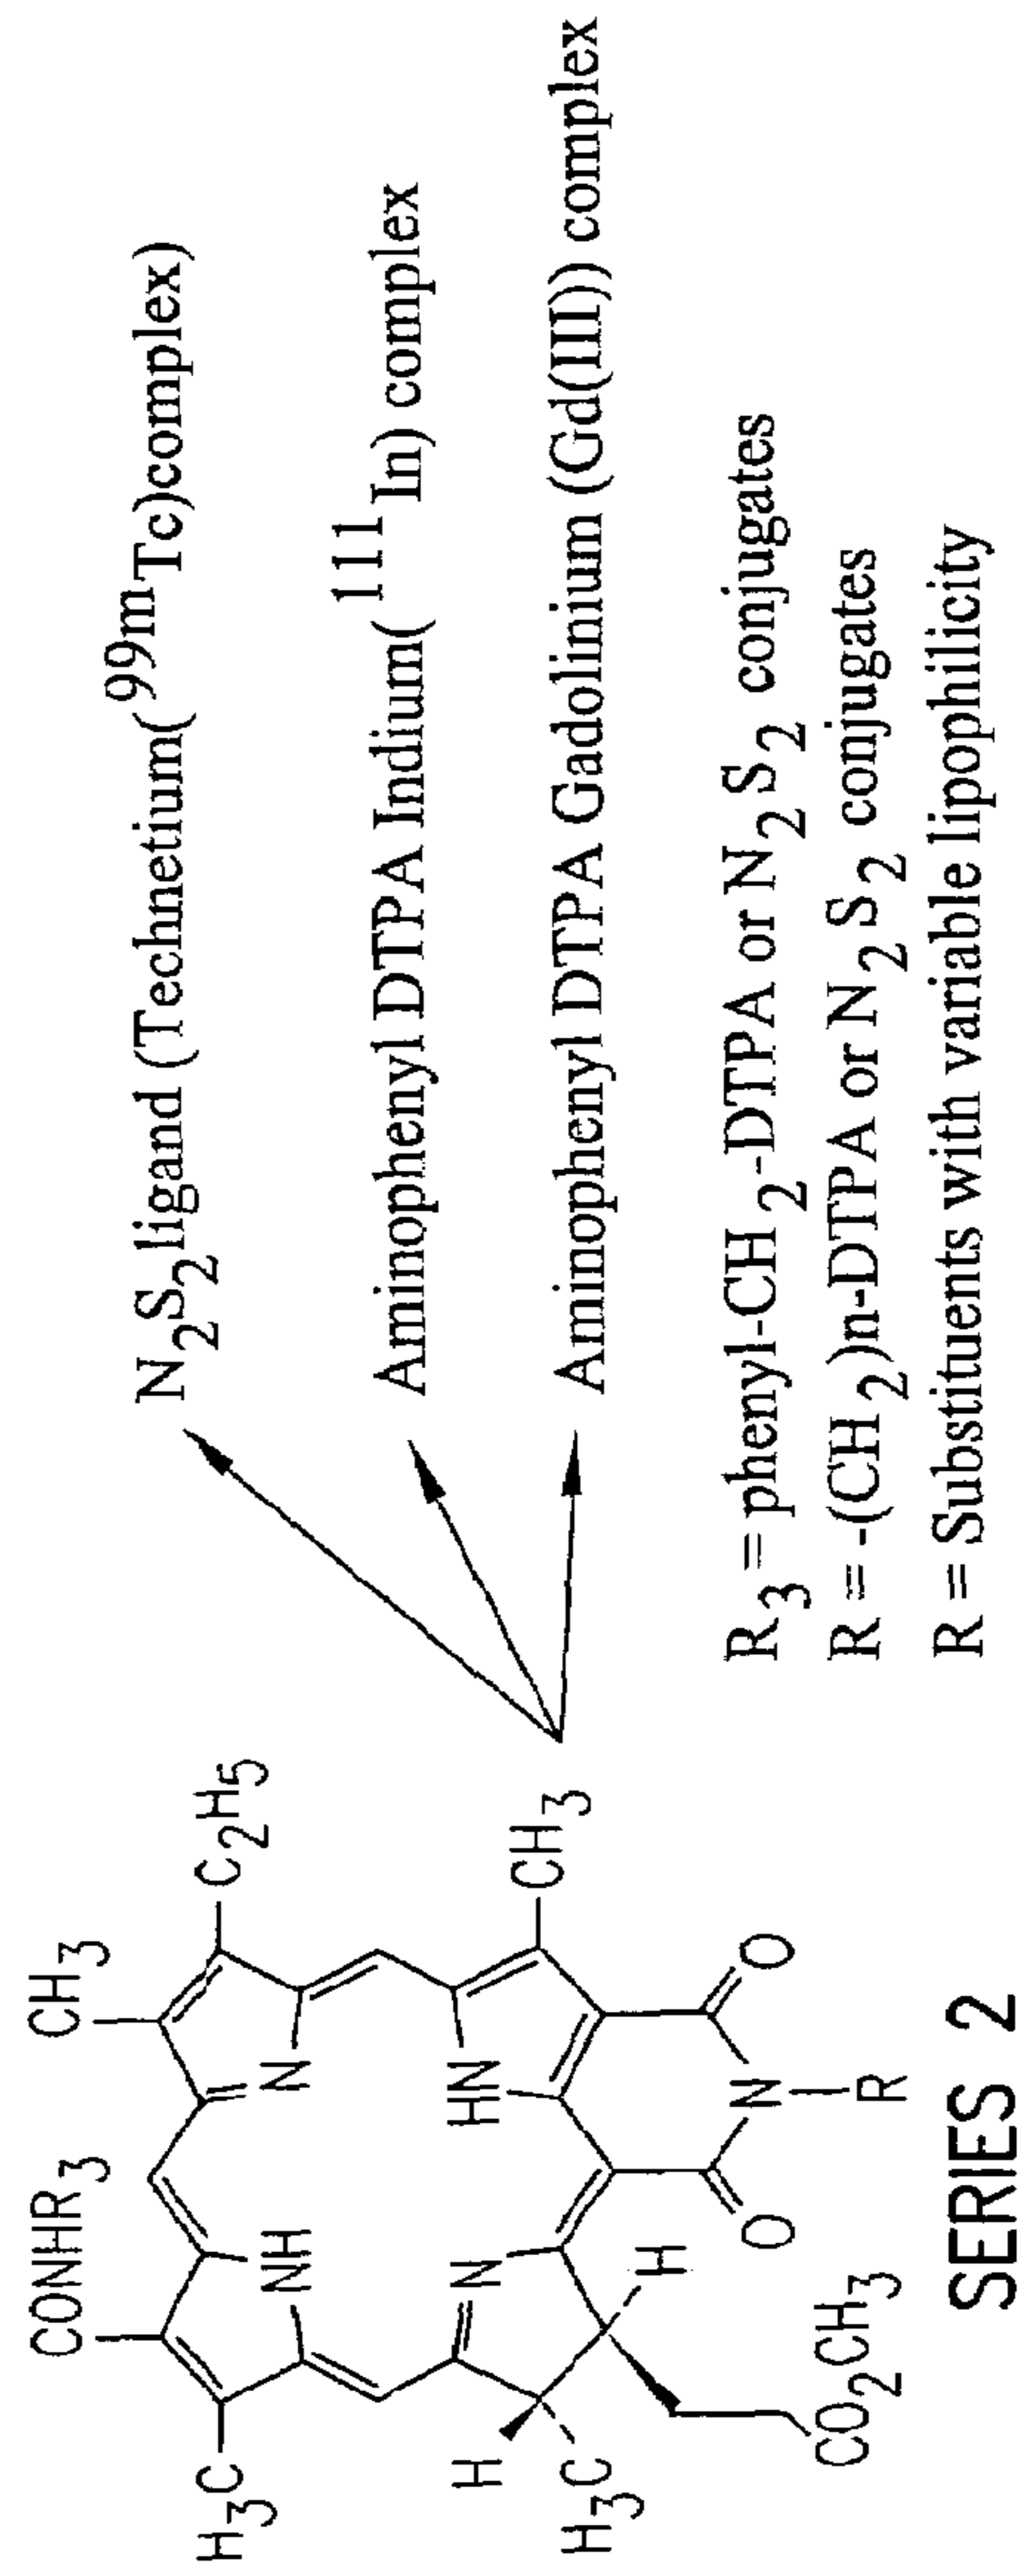 CONHR3
CH3
H3C
C2H5
NH
N
N
HN
H
H3C
H
CH3
CO2CH3
O
N
O
R
SERIES 2
N2S2ligand (Technetium(99mTc)complex)
Aminophenyl DTPA Indium(111In) complex
Aminophenyl DTPA Gadolinium (Gd(III)) complex
R3 = phenyl-CH2-DTPA or N2S2 conjugates
R = -(CH2)n-DTPA or N2S2 conjugates
R = Substituents with variable lipophilicity